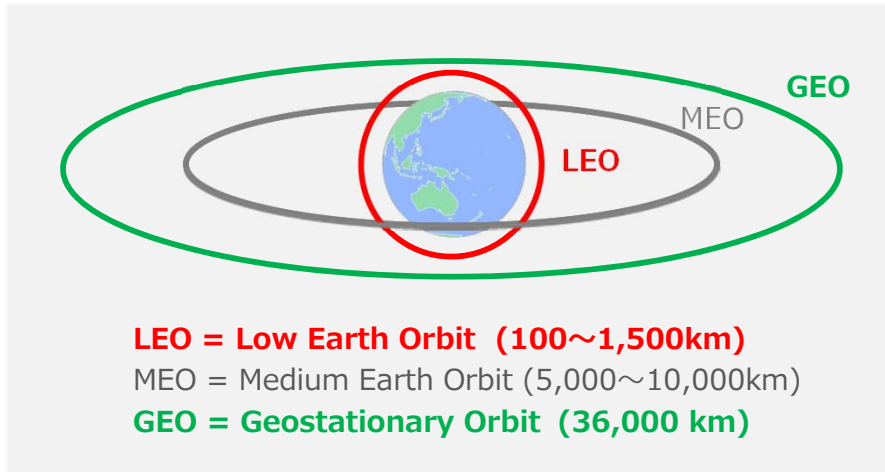 GEO
MEO
LEO
LEO = Low Earth Orbit (100～1,500km)
MEO = Medium Earth Orbit (5,000～10,000km)
GEO = Geostationary Orbit (36,000 km)